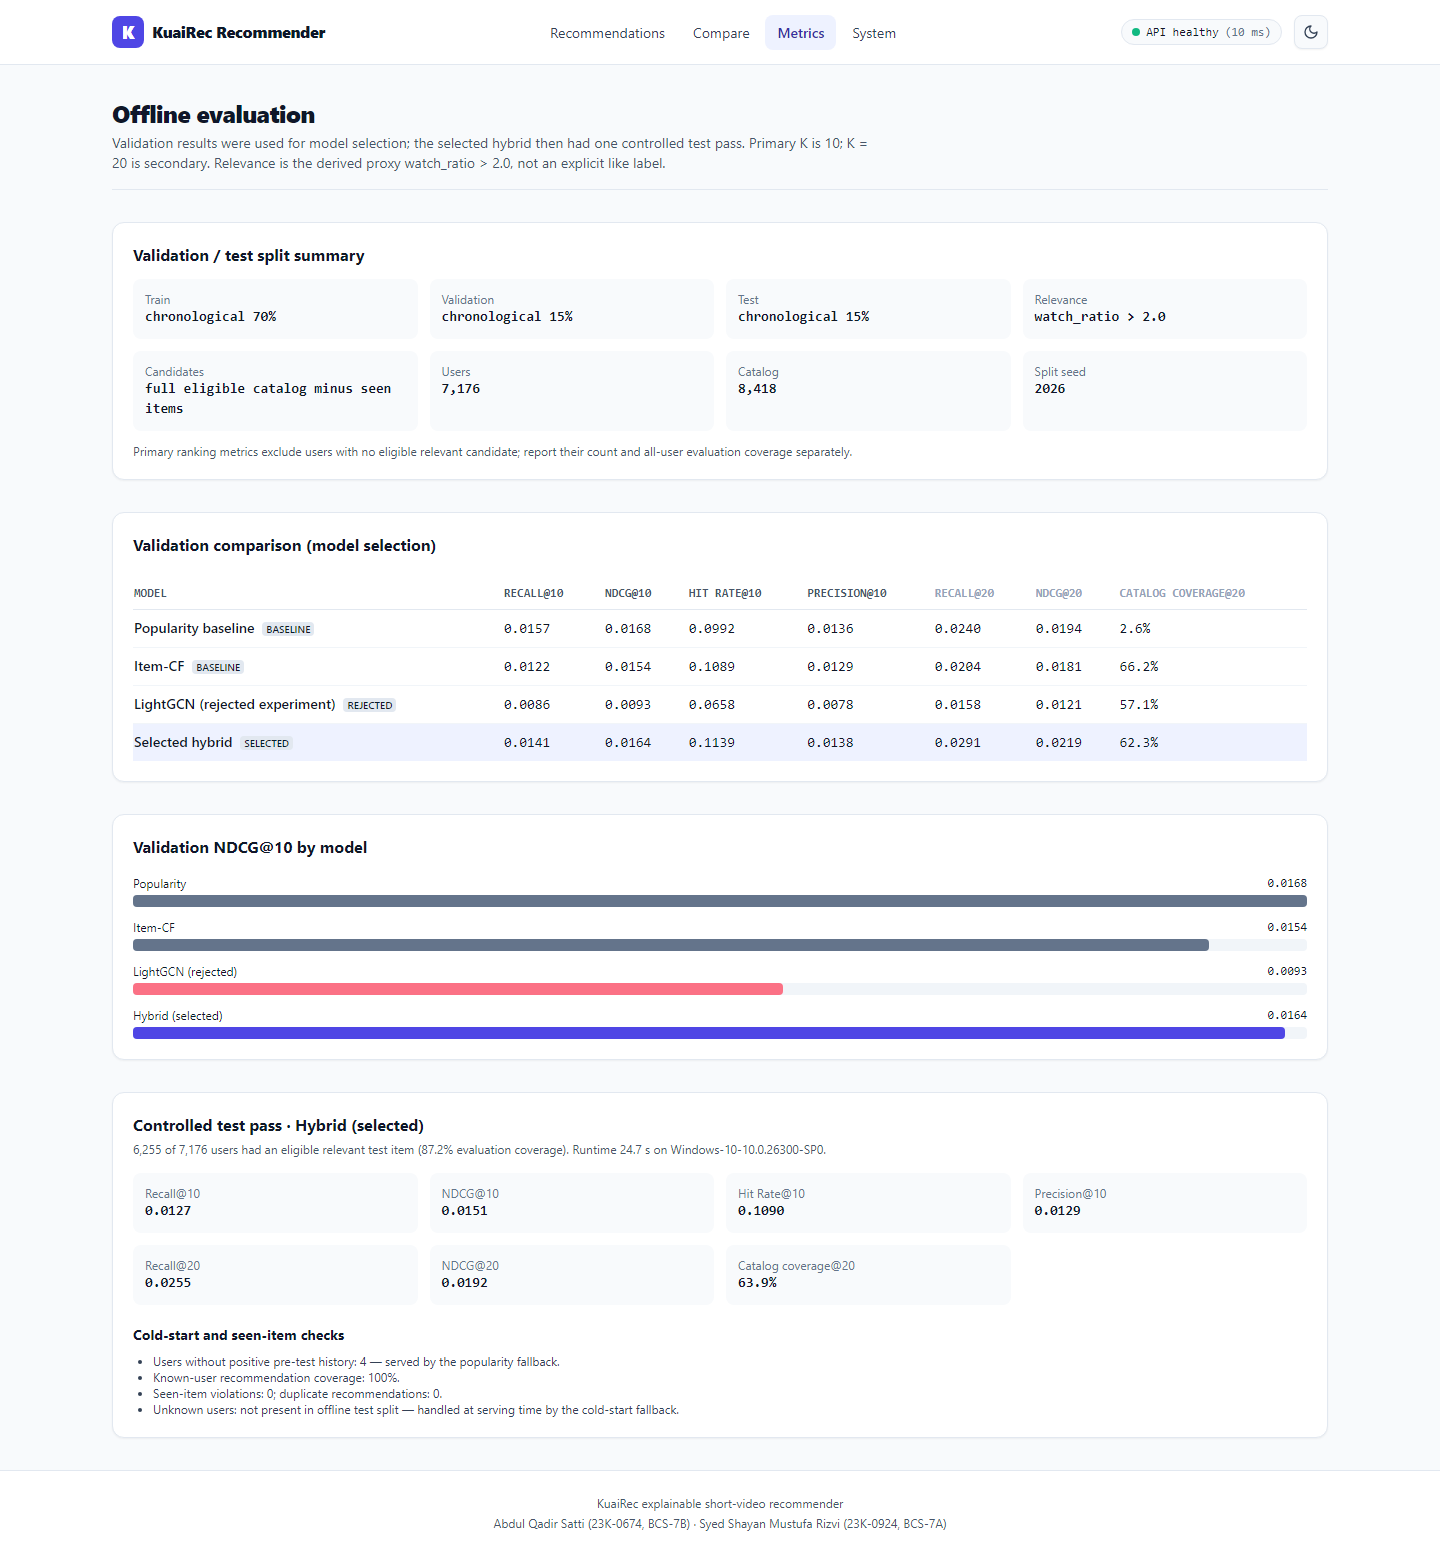 K KuaiRec Recommender
Recommendations Compare Metrics System
API healthy (10 ms)
Offline evaluation
Validation results were used for model selection; the selected hybrid then had one controlled test pass. Primary K is 10; K =
20 is secondary. Relevance is the derived proxy watch_ratio > 2.0, not an explicit like label.
Validation / test split summary
Train
chronological 70%
Validation
chronological 15%
Test
chronological 15%
Relevance
watch_ratio > 2.0
Candidates
full eligible catalog minus seen
items
Users
7,176
Catalog
8,418
Split seed
2026
Primary ranking metrics exclude users with no eligible relevant candidate; report their count and all-user evaluation coverage separately.
Validation comparison (model selection)
MODEL RECALL@10 NDCG@10 HIT RATE@10 PRECISION@10 RECALL@20 NDCG@20 CATALOG COVERAGE@20
Popularity baseline BASELINE 0.0157 0.0168 0.0992 0.0136 0.0240 0.0194 2.6%
Item-CF BASELINE 0.0122 0.0154 0.1089 0.0129 0.0204 0.0181 66.2%
LightGCN (rejected experiment) REJECTED 0.0086 0.0093 0.0658 0.0078 0.0158 0.0121 57.1%
Selected hybrid SELECTED 0.0141 0.0164 0.1139 0.0138 0.0291 0.0219 62.3%
Validation NDCG@10 by model
Popularity 0.0168
Item-CF 0.0154
LightGCN (rejected) 0.0093
Hybrid (selected) 0.0164
Controlled test pass · Hybrid (selected)
6,255 of 7,176 users had an eligible relevant test item (87.2% evaluation coverage). Runtime 24.7 s on Windows-10-10.0.26300-SP0.
Recall@10
0.0127
NDCG@10
0.0151
Hit Rate@10
0.1090
Precision@10
0.0129
Recall@20
0.0255
NDCG@20
0.0192
Catalog coverage@20
63.9%
Cold-start and seen-item checks
• Users without positive pre-test history: 4 — served by the popularity fallback.
• Known-user recommendation coverage: 100%.
• Seen-item violations: 0; duplicate recommendations: 0.
• Unknown users: not present in offline test split — handled at serving time by the cold-start fallback.
KuaiRec explainable short-video recommender
Abdul Qadir Satti (23K-0674, BCS-7B) · Syed Shayan Mustufa Rizvi (23K-0924, BCS-7A)